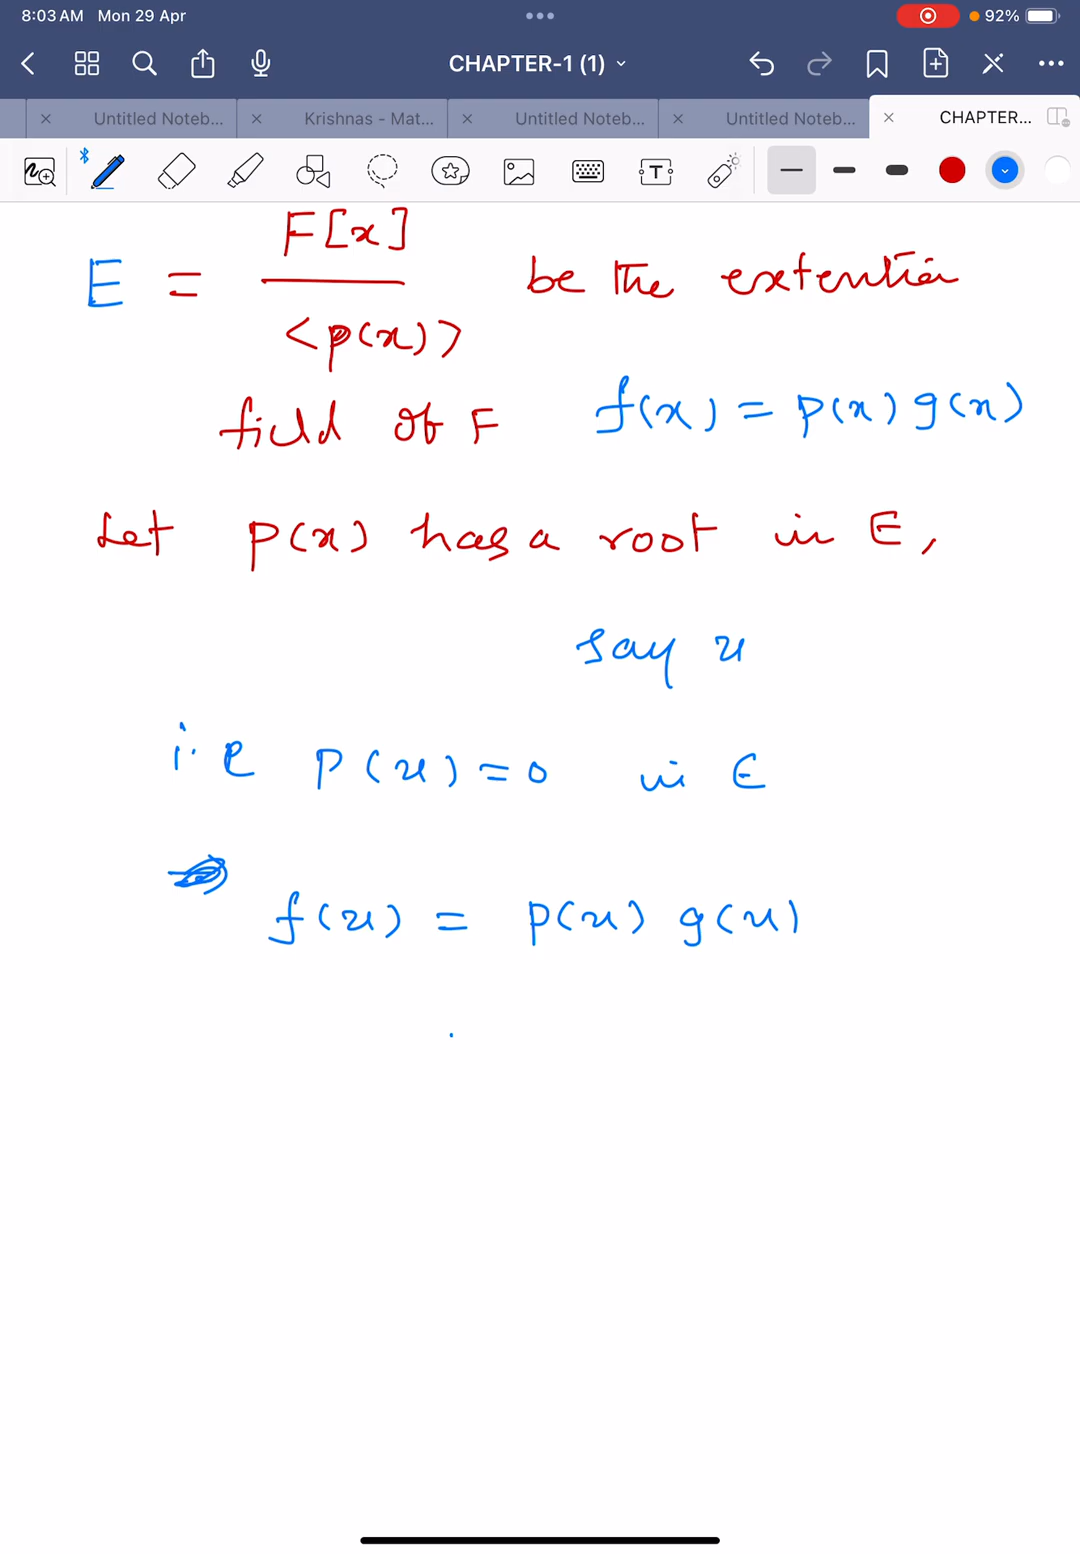 8:03 AM Mon 29 Apr 92%
CHAPTER-1 (1)
Untitled Noteb... Krishnas - Mat... Untitled Noteb... Untitled Noteb... CHAPTER...
T
E = F[x] / <p(x)> be the extention
field of F f(x) = p(x) g(x)
Let p(x) has a root in E,
say u
i.e p(u) = 0 in E
f(u) = p(u) g(u)